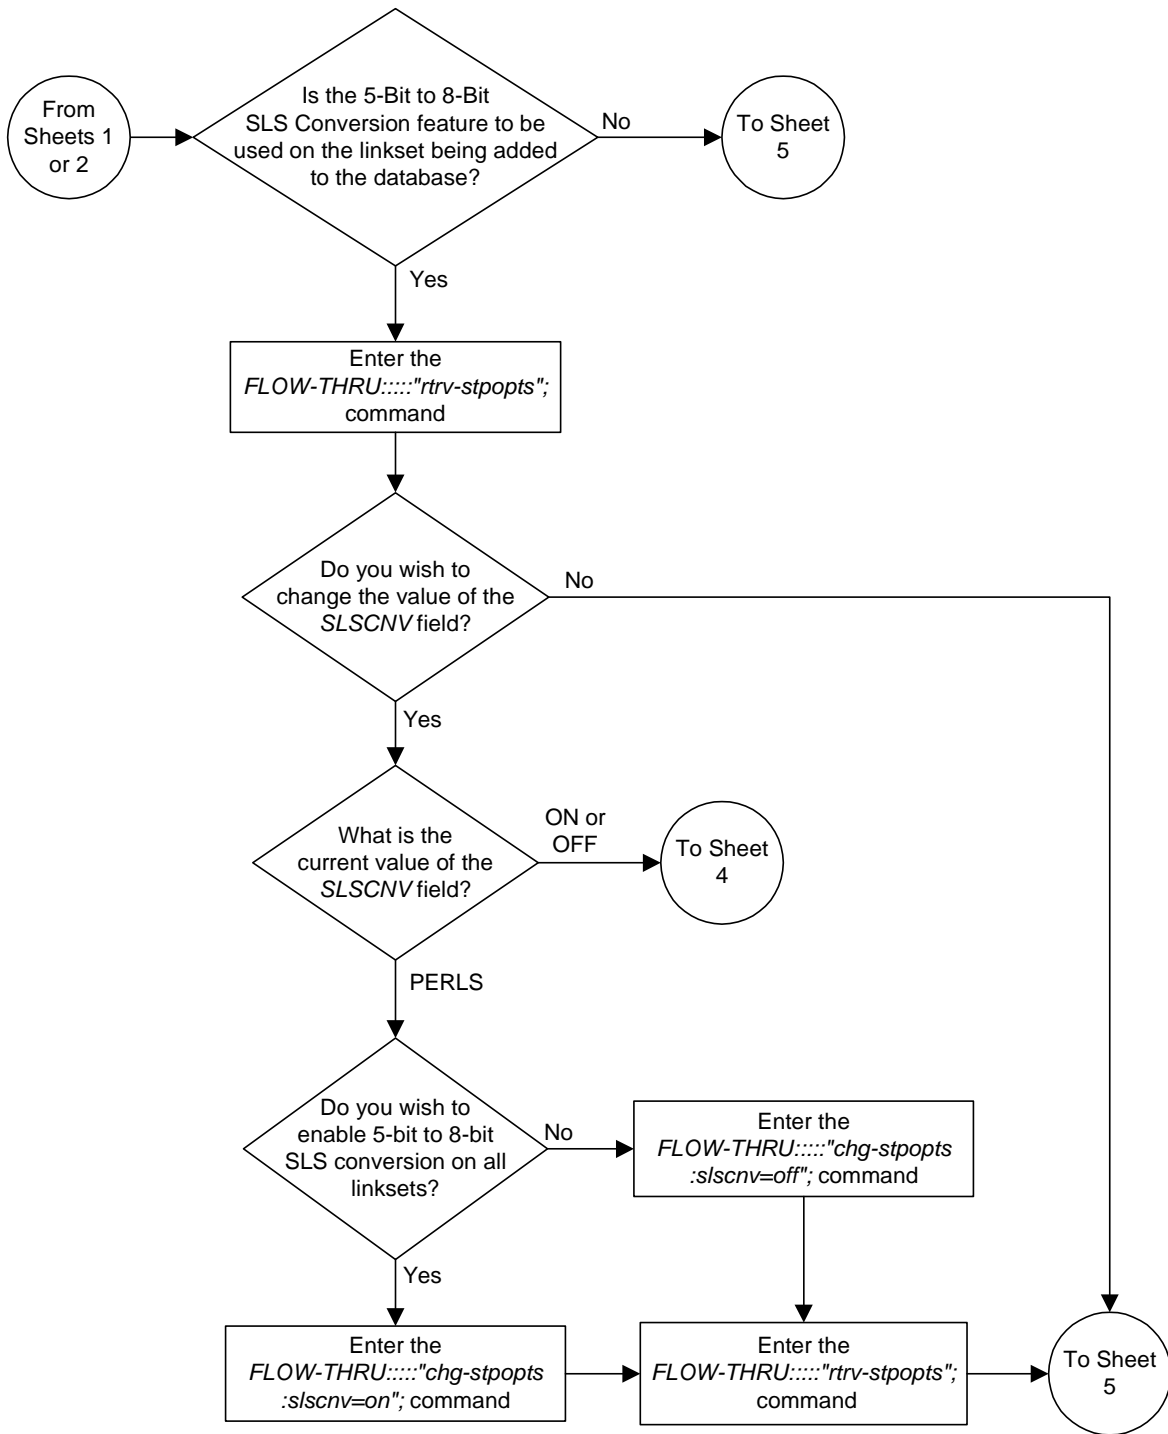 From
Sheets 1
or 2
Is the 5-Bit to 8-Bit
SLS Conversion feature to be
used on the linkset being added
to the database?
No
To Sheet
5
Yes
Enter the
FLOW-THRU:::::"rtrv-stpopts";
command
Do you wish to
change the value of the
SLSCNV field?
No
Yes
What is the
current value of the
SLSCNV field?
ON or
OFF
To Sheet
4
PERLS
Do you wish to
enable 5-bit to 8-bit
SLS conversion on all
linksets?
No
Enter the
FLOW-THRU:::::"chg-stpopts
:slscnv=off"; command
Yes
Enter the
FLOW-THRU:::::"chg-stpopts
:slscnv=on"; command
Enter the
FLOW-THRU:::::"rtrv-stpopts";
command
To Sheet
5